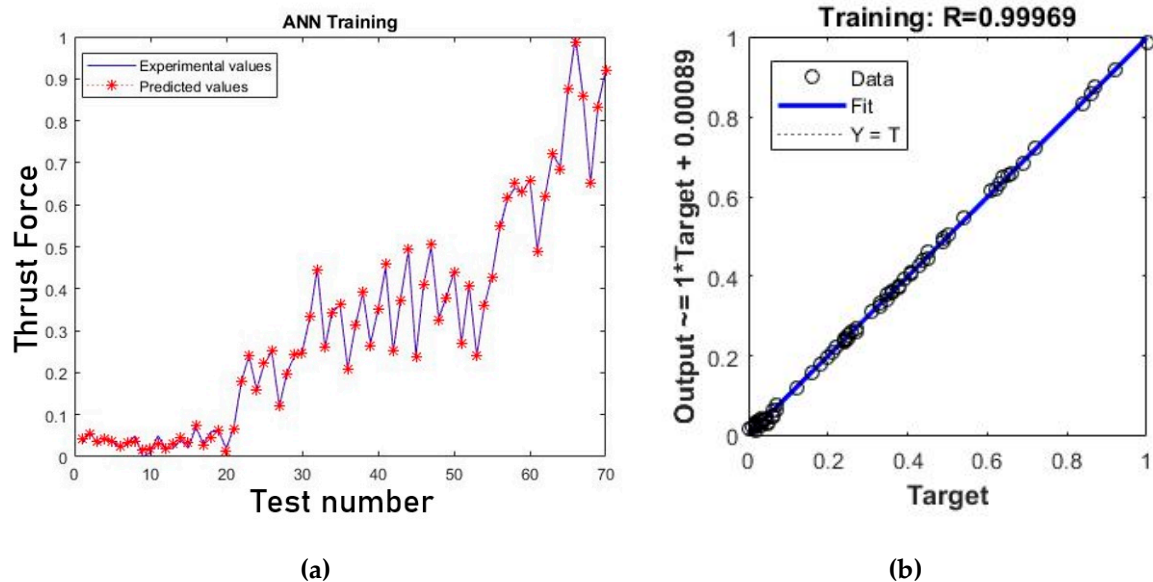 ANN Training
1
0.9
0.8
0.7
0.6
0.5
0.4
0.3
0.2
0.1
0
Thrust Force
Experimental values
Predicted values
0 10 20 30 40 50 60 70
Test number
(a)
Training: R=0.99969
Output ~= 1*Target + 0.00089
1
0.8
0.6
0.4
0.2
0
Data
Fit
Y = T
0 0.2 0.4 0.6 0.8 1
Target
(b)